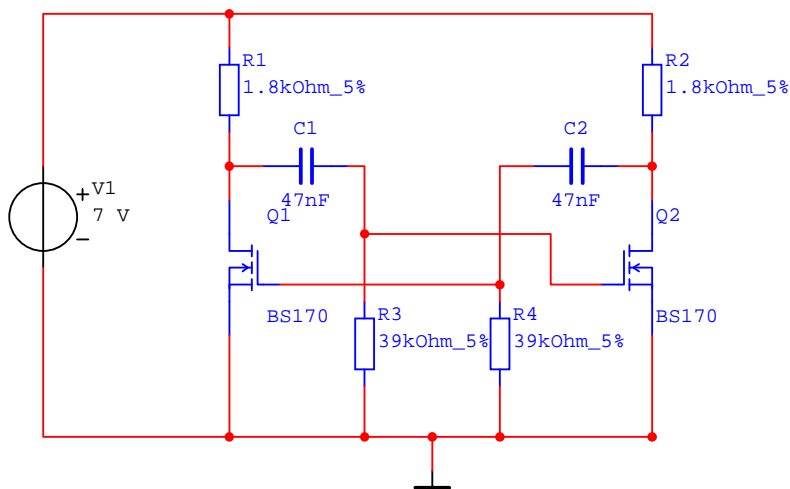 R1
1.8kOhm_5%
R2
1.8kOhm_5%
C1
47nF
C2
47nF
V1
7 V
Q1
BS170
Q2
BS170
R3
39kOhm_5%
R4
39kOhm_5%